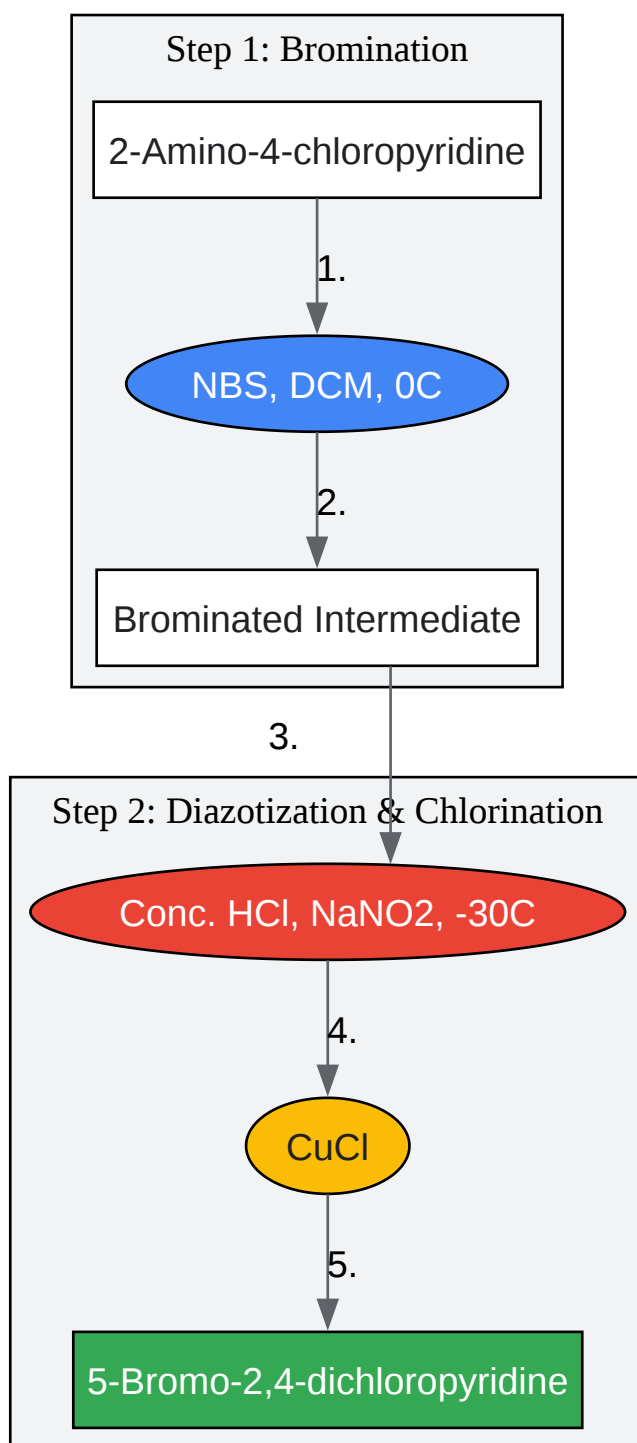 Step 1: Bromination
2-Amino-4-chloropyridine
1.
NBS, DCM, 0C
2.
Brominated Intermediate
3.
Step 2: Diazotization & Chlorination
Conc. HCl, NaNO2, -30C
4.
CuCl
5.
5-Bromo-2,4-dichloropyridine